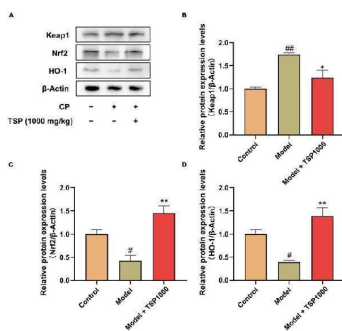 A
Keap1
Nrf2
HO-1
β-Actin
CP - + +
TSP (1000 mg/kg) - - +
B
Relative protein expression levels
(Keap1/β-Actin)
2.0
1.5
1.0
0.5
0.0
##
*
Control
Model
Model + TSP1000
C
Relative protein expression levels
(Nrf2/β-Actin)
2.0
1.5
1.0
0.5
0.0
#
**
Control
Model
Model + TSP1000
D
Relative protein expression levels
(HO-1/β-Actin)
2.0
1.5
1.0
0.5
0.0
#
**
Control
Model
Model + TSP1000